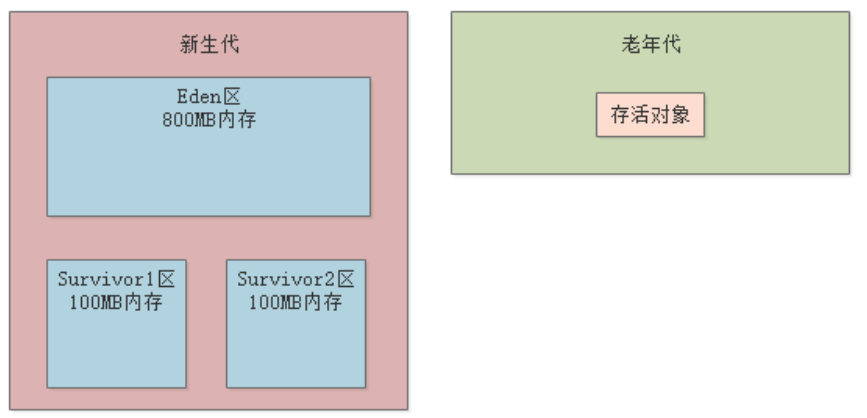 新生代
Eden区
800MB内存
Survivor1区
100MB内存
Survivor2区
100MB内存
老年代
存活对象